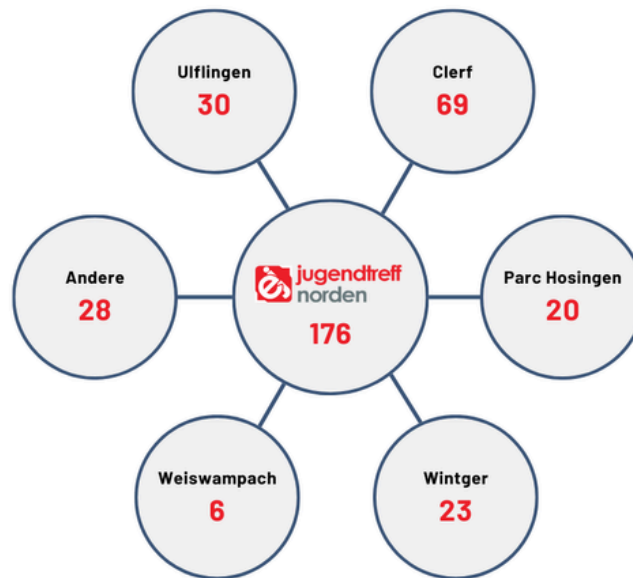 Ulflingen
30
Clerf
69
Andere
28
jugendtreff
norden
176
Parc Hosingen
20
Weiswampach
6
Wintger
23